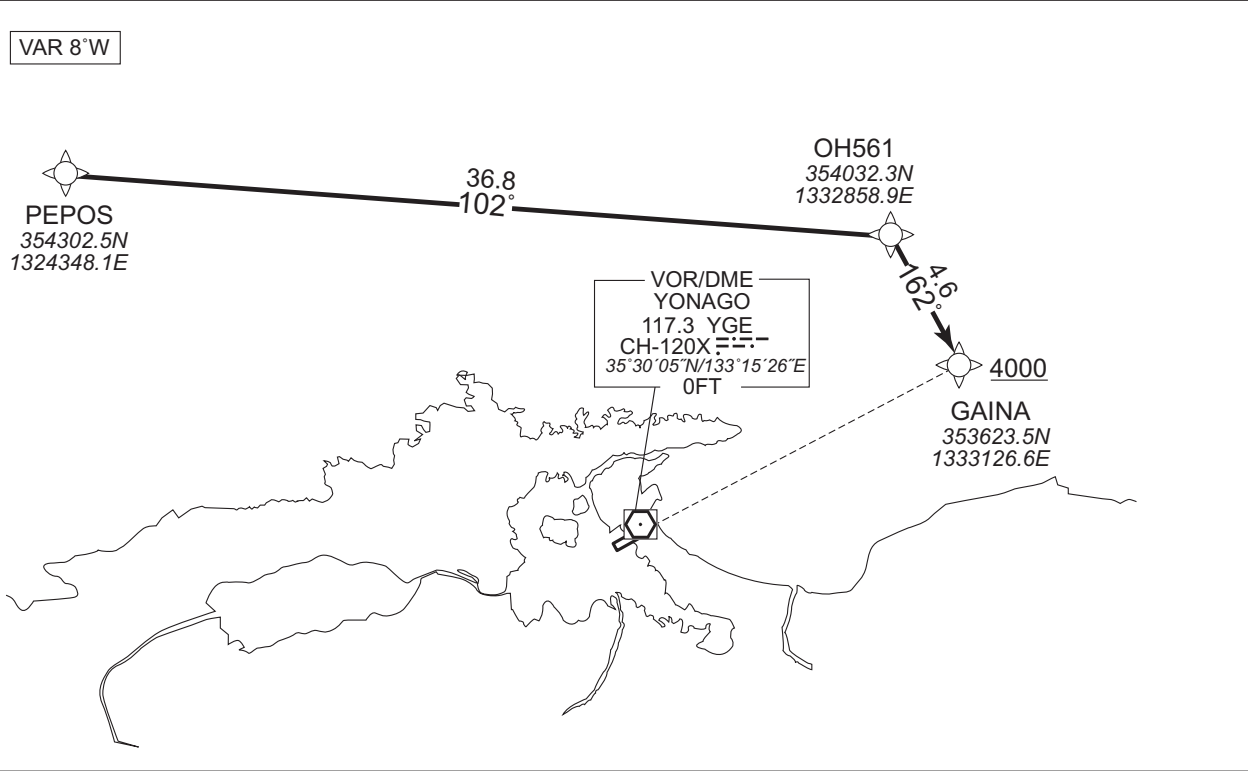 VAR 8˚W
OH561
354032.3N
1332858.9E
36.8
102˚
PEPOS
354302.5N
1324348.1E
4.6
162˚
VOR/DME
YONAGO
117.3 YGE
CH-120X
35˚30´05˝N/133˚15´26˝E
0FT
4000
GAINA
353623.5N
1333126.6E